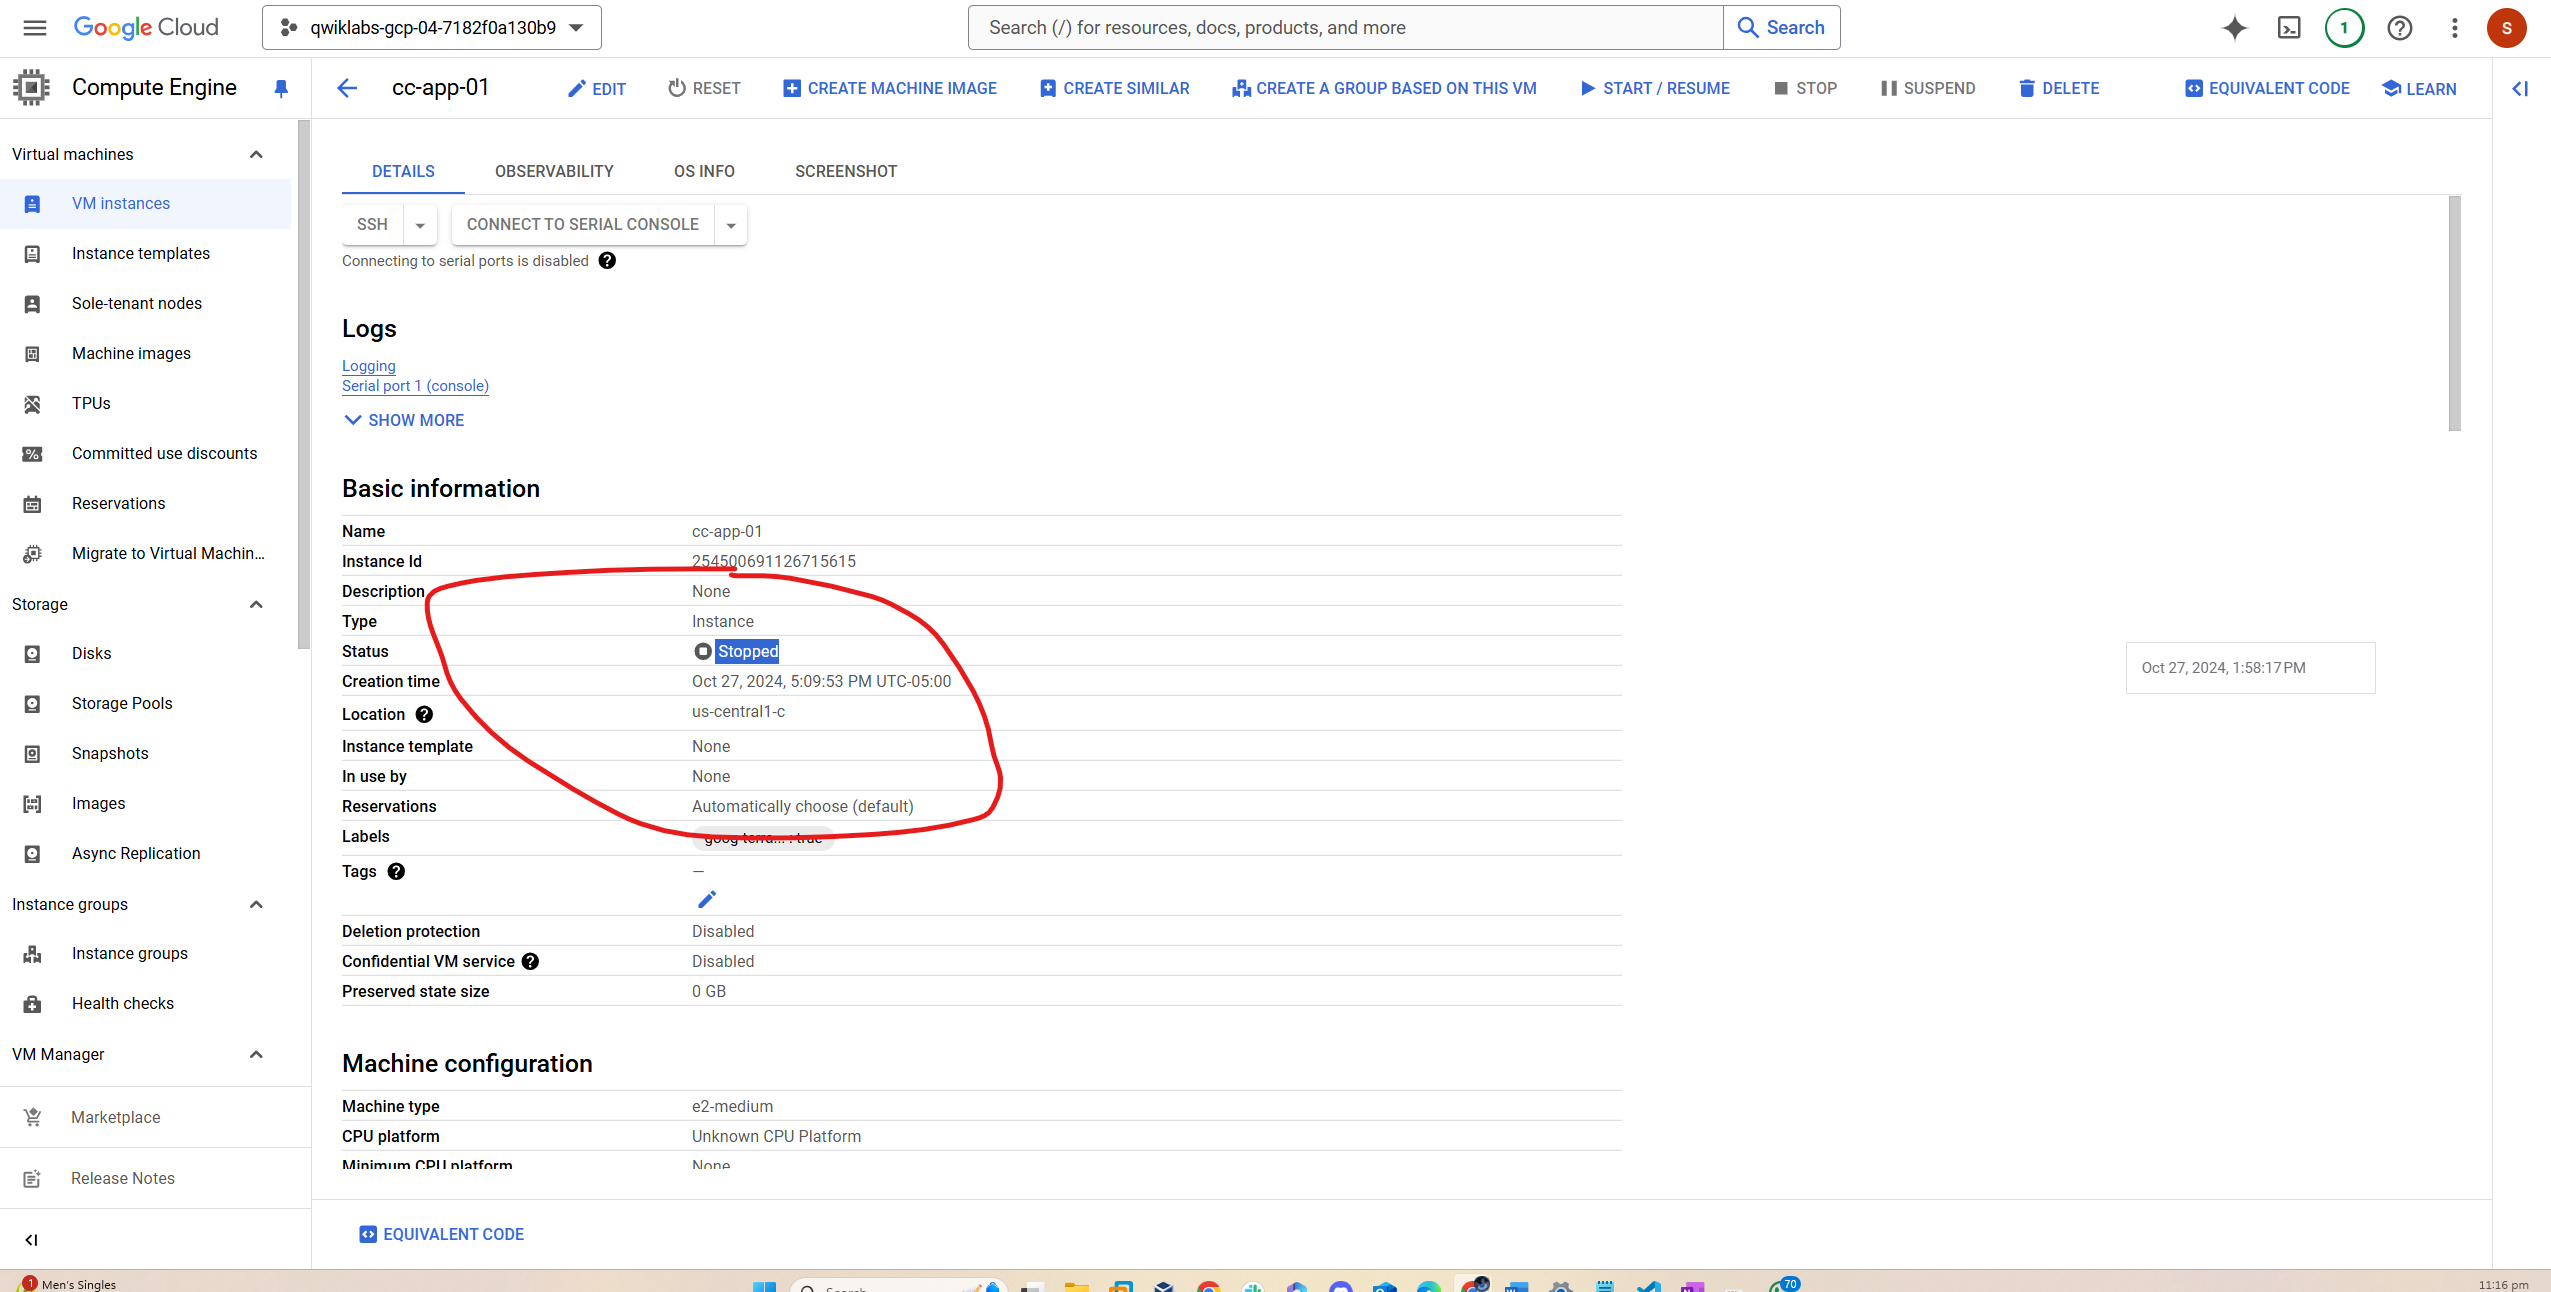 Google Cloud
qwiklabs-gcp-04-7182f0a130b9
Search (/) for resources, docs, products, and more
Search
1
S
Compute Engine
cc-app-01
EDIT
RESET
CREATE MACHINE IMAGE
CREATE SIMILAR
CREATE A GROUP BASED ON THIS VM
START / RESUME
STOP
SUSPEND
DELETE
EQUIVALENT CODE
LEARN
Virtual machines
VM instances
Instance templates
Sole-tenant nodes
Machine images
TPUs
Committed use discounts
Reservations
Migrate to Virtual Machin...
Storage
Disks
Storage Pools
Snapshots
Images
Async Replication
Instance groups
Instance groups
Health checks
VM Manager
Marketplace
Release Notes
DETAILS
OBSERVABILITY
OS INFO
SCREENSHOT
SSH
CONNECT TO SERIAL CONSOLE
Connecting to serial ports is disabled
Logs
Logging
Serial port 1 (console)
SHOW MORE
Basic information
Name cc-app-01
Instance Id 254500691126715615
Description None
Type Instance
Status Stopped
Creation time Oct 27, 2024, 5:09:53 PM UTC-05:00
Location us-central1-c
Instance template None
In use by None
Reservations Automatically choose (default)
Labels goog-terra... : true
Tags —
Deletion protection Disabled
Confidential VM service Disabled
Preserved state size 0 GB
Machine configuration
Machine type e2-medium
CPU platform Unknown CPU Platform
Minimum CPU platform None
Oct 27, 2024, 1:58:17 PM
EQUIVALENT CODE
1
Men's Singles
Search
70
11:16 pm